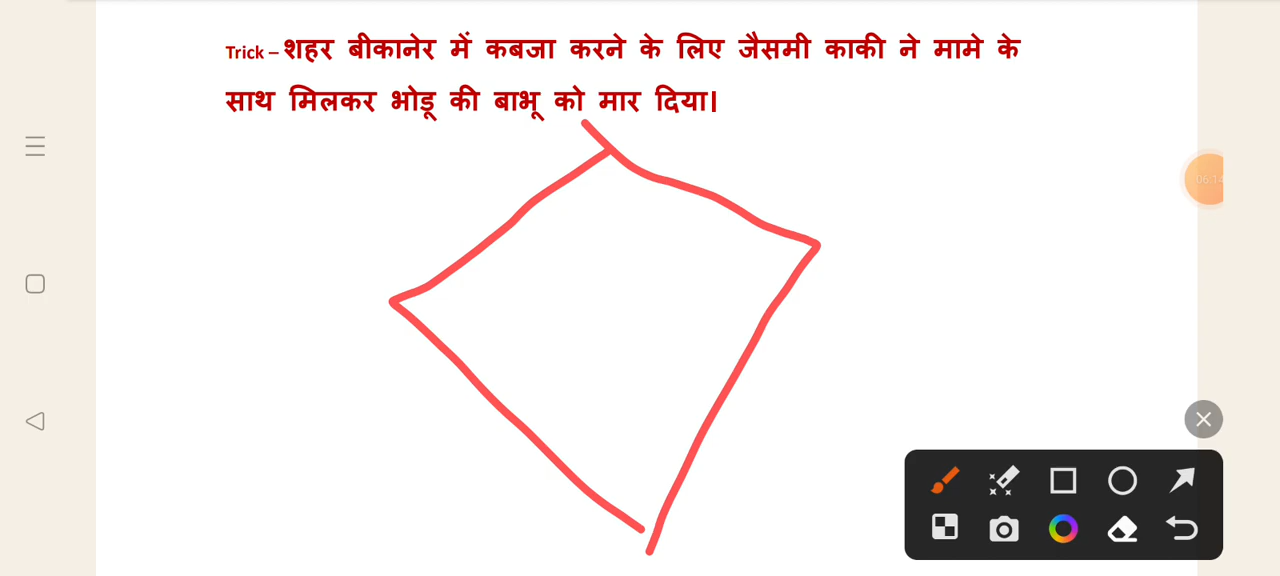 Trick – शहर बीकानेर में कबजा करने के लिए जैसमी काकी ने मामे के
साथ मिलकर भोडू की बाभू को मार दिया।